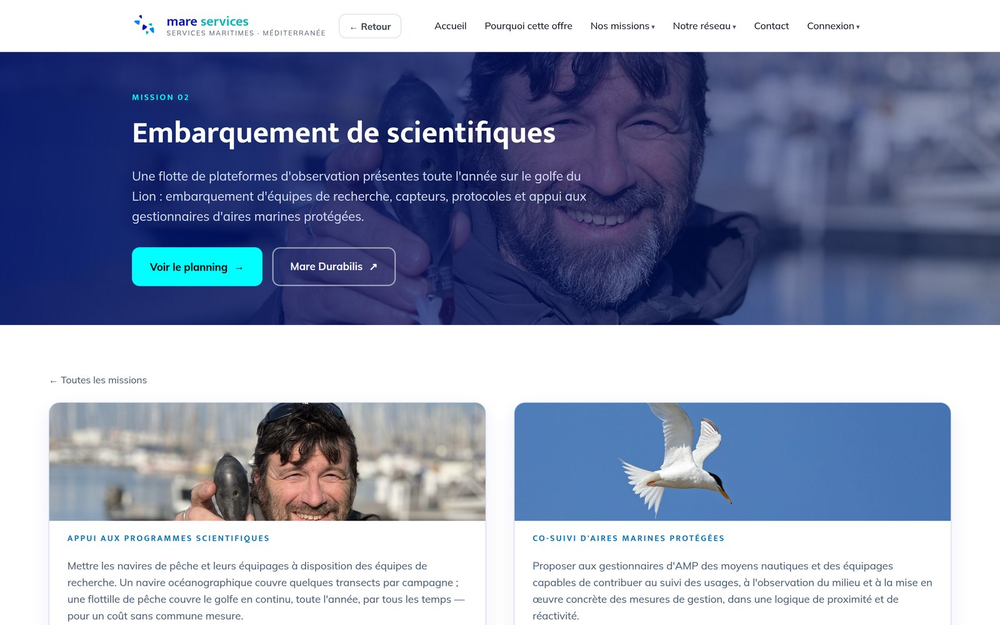 mare services
SERVICES MARITIMES · MÉDITERRANÉE
← Retour
Accueil
Pourquoi cette offre
Nos missions ▾
Notre réseau ▾
Contact
Connexion ▾
MISSION 02
Embarquement de scientifiques
Une flotte de plateformes d'observation présentes toute l'année sur le golfe du
Lion : embarquement d'équipes de recherche, capteurs, protocoles et appui aux
gestionnaires d'aires marines protégées.
Voir le planning →
Mare Durabilis ↗
← Toutes les missions
APPUI AUX PROGRAMMES SCIENTIFIQUES
Mettre les navires de pêche et leurs équipages à disposition des équipes de
recherche. Un navire océanographique couvre quelques transects par campagne ;
une flottille de pêche couvre le golfe en continu, toute l'année, par tous les temps —
pour un coût sans commune mesure.
CO-SUIVI D'AIRES MARINES PROTÉGÉES
Proposer aux gestionnaires d'AMP des moyens nautiques et des équipages
capables de contribuer au suivi des usages, à l'observation du milieu et à la mise en
œuvre concrète des mesures de gestion, dans une logique de proximité et de
réactivité.